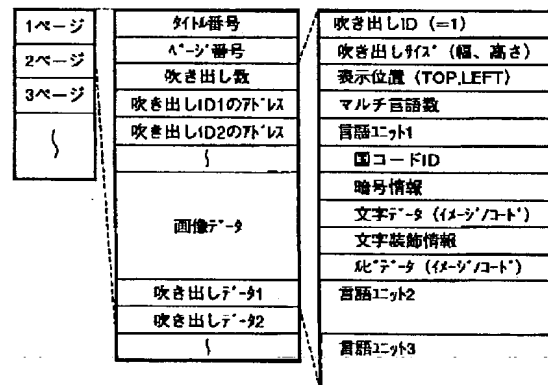 1ページ
2ページ
3ページ
〜
ﾀｲﾄﾙ番号
ﾍﾟｰｼﾞ番号
吹き出し数
吹き出しID1のｱﾄﾞﾚｽ
吹き出しID2のｱﾄﾞﾚｽ
〜
画像ﾃﾞｰﾀ
吹き出しﾃﾞｰﾀ1
吹き出しﾃﾞｰﾀ2
〜
吹き出しID (=1)
吹き出しｻｲｽﾞ (幅、高さ)
表示位置 (TOP,LEFT)
マルチ言語数
言語ﾕﾆｯﾄ1
国コードID
暗号情報
文字ﾃﾞｰﾀ (ｲﾒｰｼﾞ/ｺｰﾄﾞ)
文字装飾情報
ﾙﾋﾞﾃﾞｰﾀ (ｲﾒｰｼﾞ/ｺｰﾄﾞ)
言語ﾕﾆｯﾄ2
言語ﾕﾆｯﾄ3